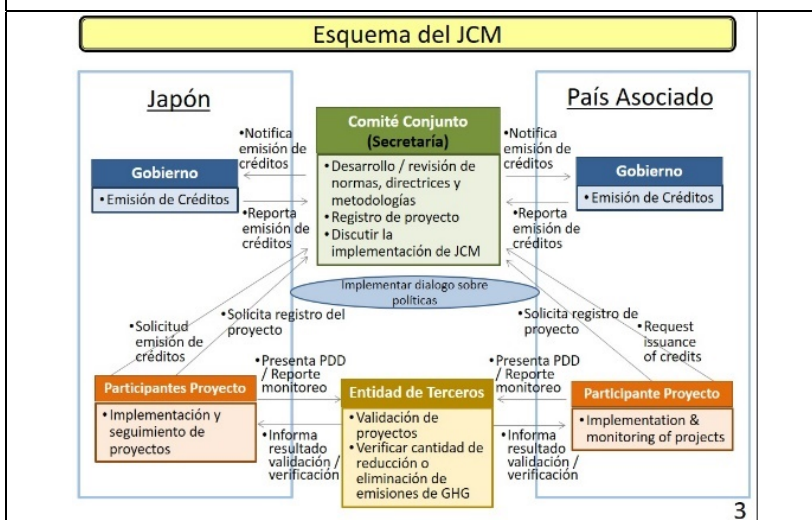 Esquema del JCM
Japón
País Asociado
Comité Conjunto
(Secretaría)
•Desarrollo / revisión de
normas, directrices y
metodologías
•Registro de proyecto
•Discutir la
implementación de JCM
•Notifica
emisión de
créditos
Gobierno
•Emisión de Créditos
•Reporta
emisión de
créditos
•Notifica
emisión de
créditos
Gobierno
•Emisión de Créditos
•Reporta
emisión de
créditos
Implementar dialogo sobre
políticas
•Solicitud
emisión de
créditos
•Solícita registro del
proyecto
•Solicita registro de
proyecto
•Request
issuance
of credits
•Presenta PDD
/ Reporte
monitoreo
•Presenta PDD
/ Reporte
monitoreo
Participantes Proyecto
•Implementación y
seguimiento de
proyectos
Entidad de Terceros
•Validación de
proyectos
•Verificar cantidad de
reducción o
eliminación de
emisiones de GHG
Participante Proyecto
•Implementation &
monitoring of projects
•Informa
resultado
validación /
verificación
•Informa
resultado
validación /
verificación
3